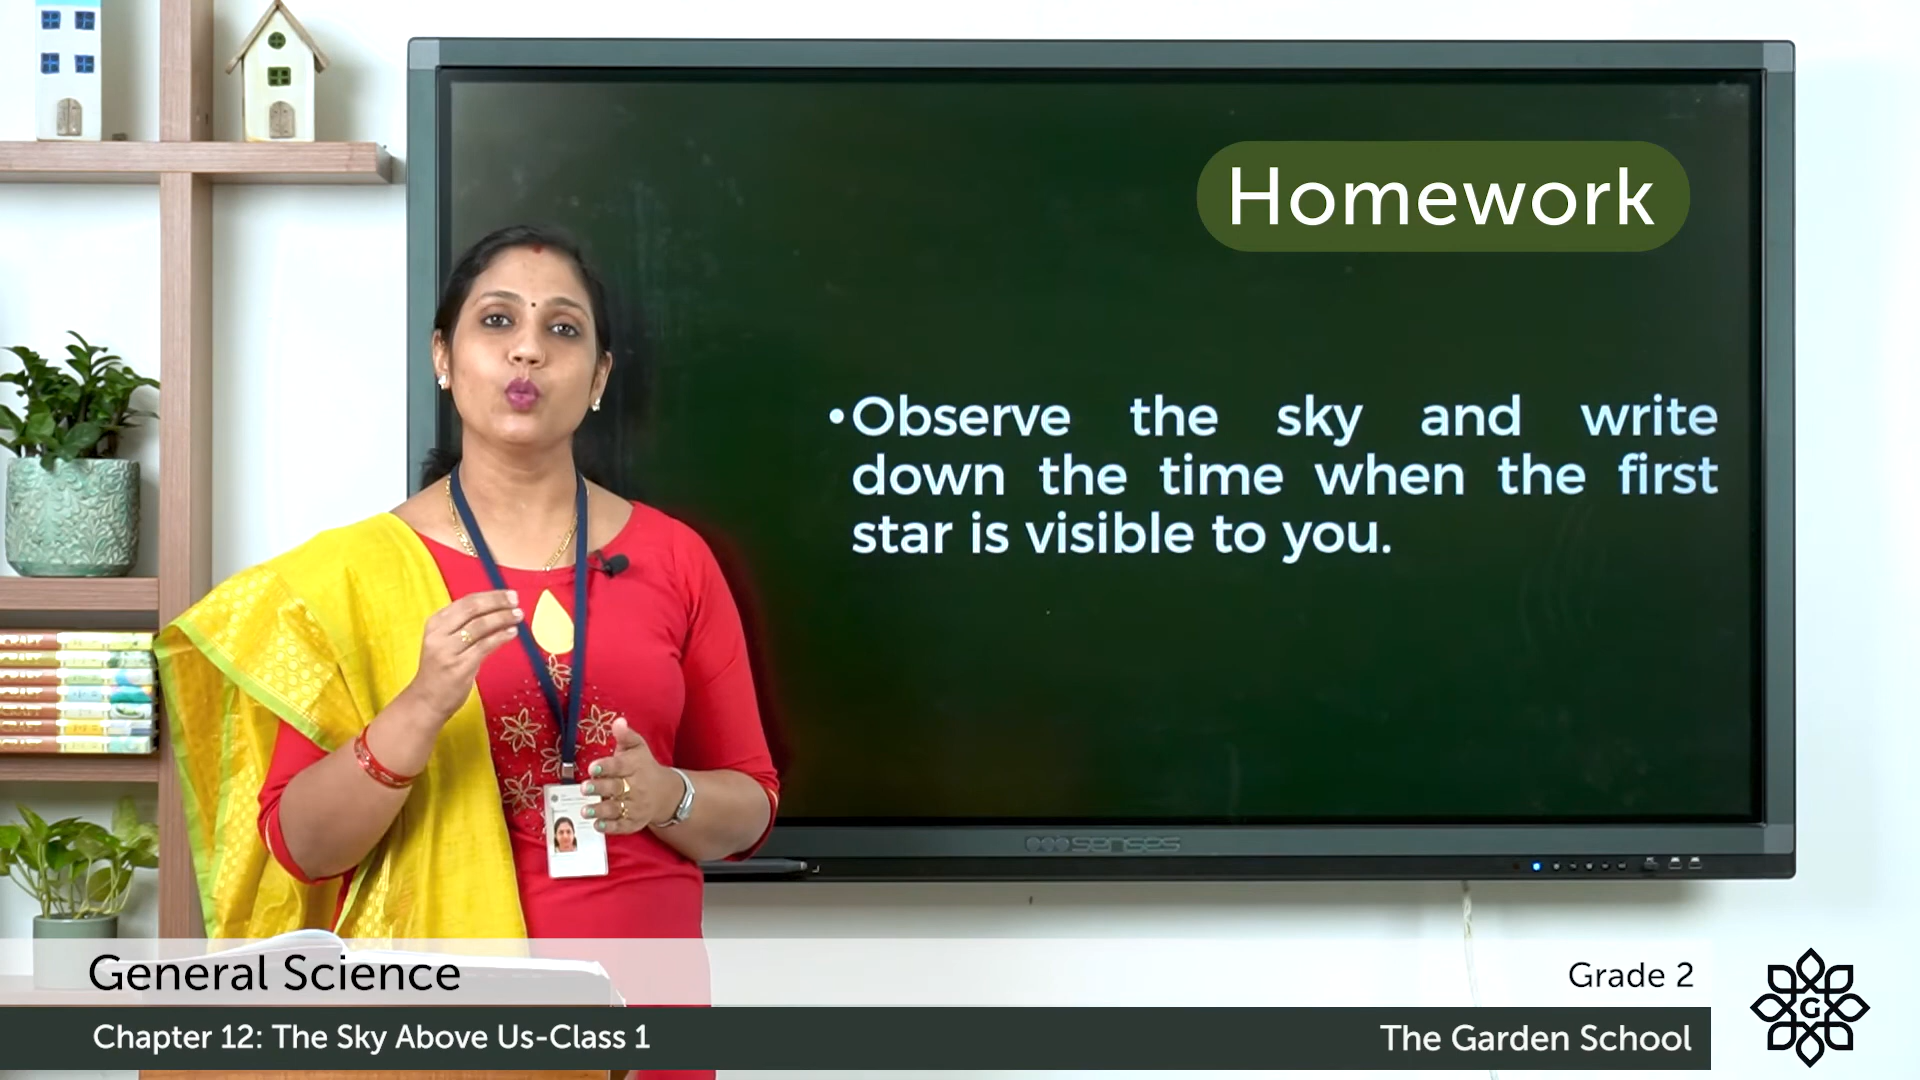 Homework
•Observe the sky and write
down the time when the first
star is visible to you.
senses
General Science
Grade 2
Chapter 12: The Sky Above Us-Class 1
The Garden School
G